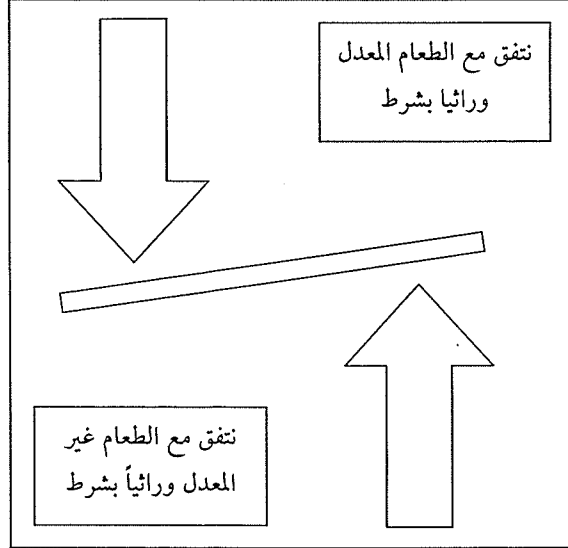 نتفق مع الطعام المعدل
وراثيا بشرط
نتفق مع الطعام غير
المعدل وراثياً بشرط